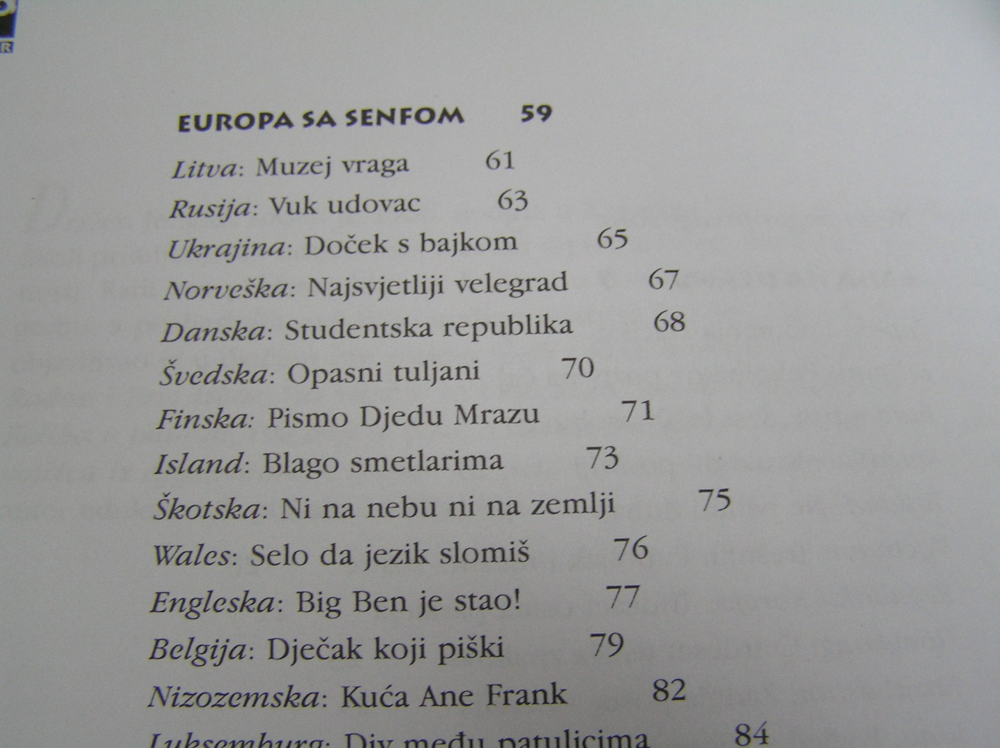 R
EUROPA SA SENFOM 59
Litva: Muzej vraga 61
Rusija: Vuk udovac 63
Ukrajina: Doček s bajkom 65
Norveška: Najsvjetliji velegrad 67
Danska: Studentska republika 68
Švedska: Opasni tuljani 70
Finska: Pismo Djedu Mrazu 71
Island: Blago smetlarima 73
Škotska: Ni na nebu ni na zemlji 75
Wales: Selo da jezik slomiš 76
Engleska: Big Ben je stao! 77
Belgija: Dječak koji piški 79
Nizozemska: Kuća Ane Frank 82
Luksemburg: Div među patuljcima 84